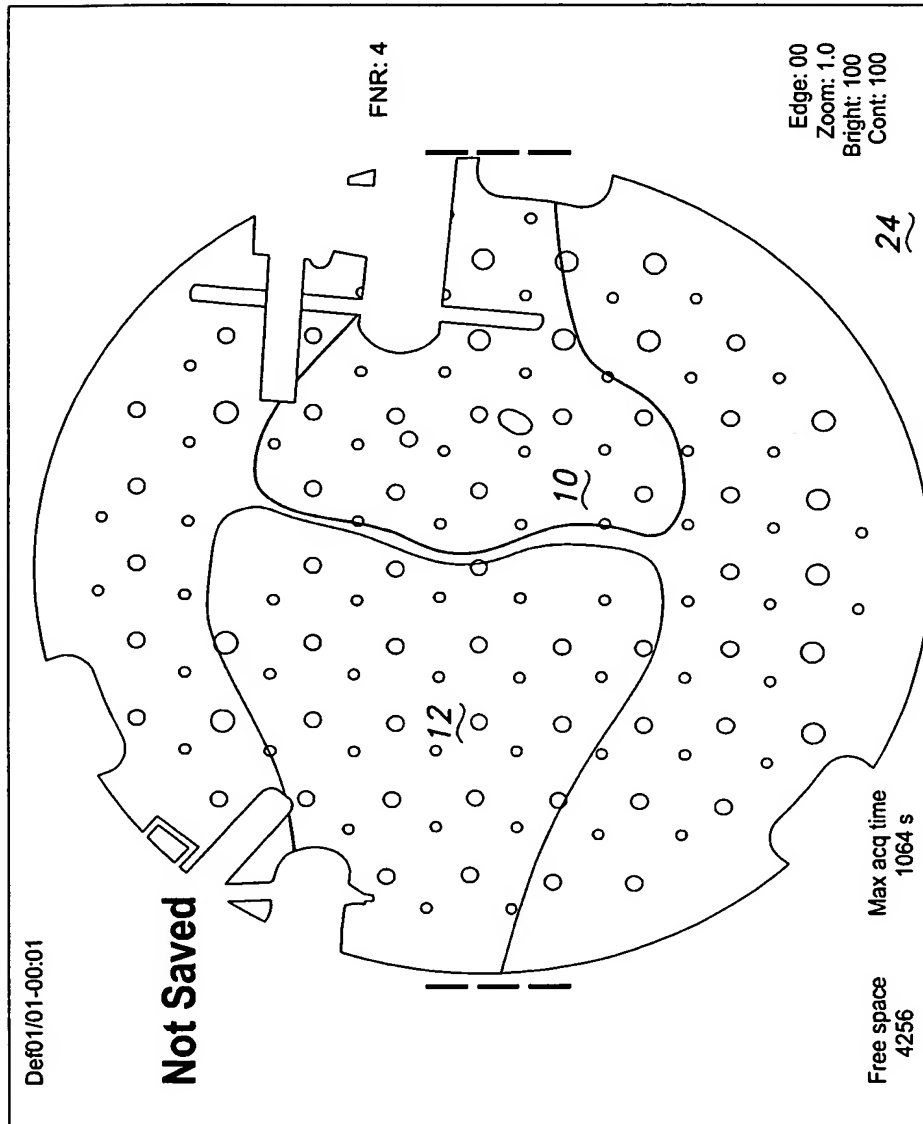 Def01/01-00:01
Not Saved
FNR: 4
12
10
Free space
4256
Max acq time
1064 s
Edge: 00
Zoom: 1.0
Bright: 100
Cont: 100
24